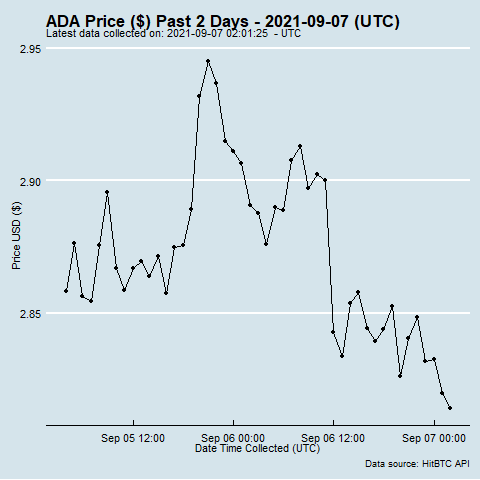 ADA Price ($) Past 2 Days - 2021-09-07 (UTC)
Latest data collected on: 2021-09-07 02:01:25 - UTC
2.95
2.90
2.85
Price USD ($)
Sep 05 12:00 Sep 06 00:00 Sep 06 12:00 Sep 07 00:00
Date Time Collected (UTC)
Data source: HitBTC API